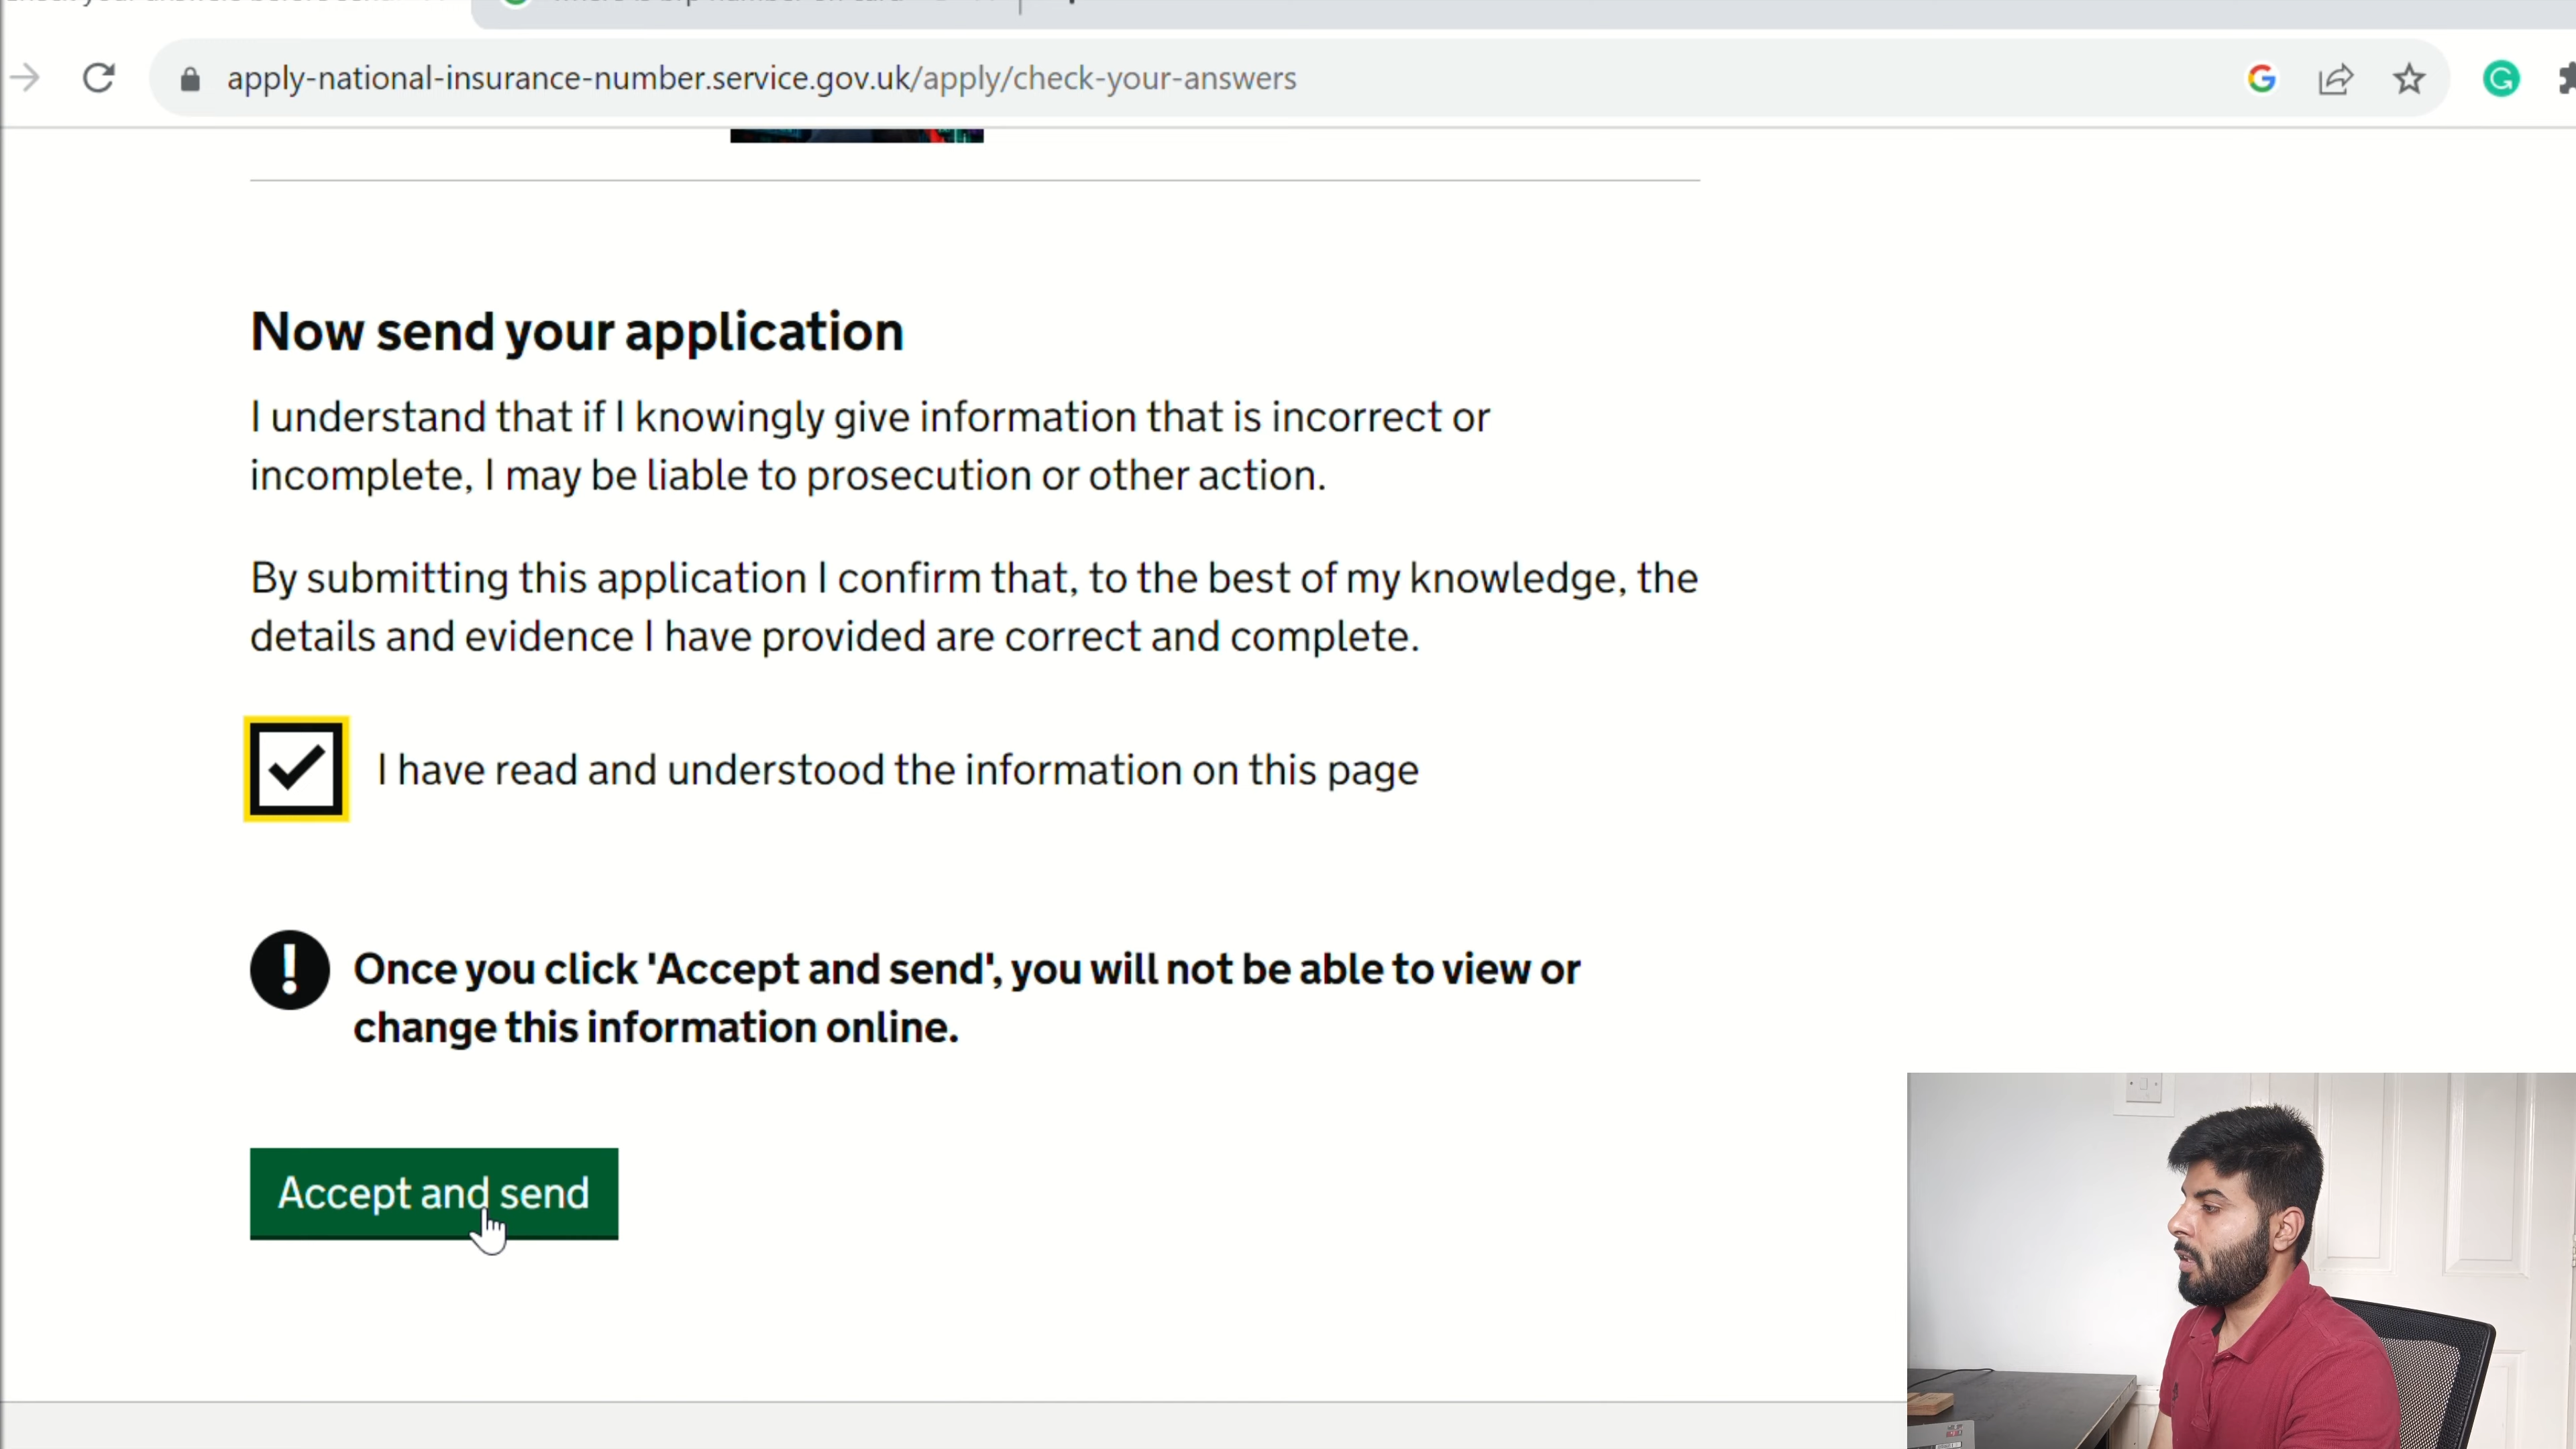 apply-national-insurance-number.service.gov.uk/apply/check-your-answers
Now send your application
I understand that if I knowingly give information that is incorrect or
incomplete, I may be liable to prosecution or other action.
By submitting this application I confirm that, to the best of my knowledge, the
details and evidence I have provided are correct and complete.
I have read and understood the information on this page
Once you click 'Accept and send', you will not be able to view or
change this information online.
Accept and send